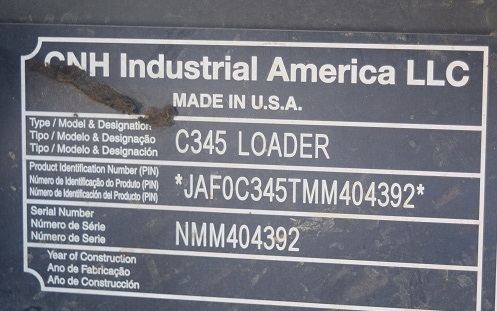 CNH Industrial America LLC
MADE IN U.S.A.
Type / Model & Designation
Tipo / Modelo & Designação
Tipo / Modelo & Designación
C345 LOADER
Product Identification Number (PIN)
Número de Identificação do Produto (PIN)
Número de Identificación del Producto (PIN)
*JAF0C345TMM404392*
Serial Number
Número de Série
Número de Serie
NMM404392
Year of Construction
Ano de Fabricação
Año de Construcción